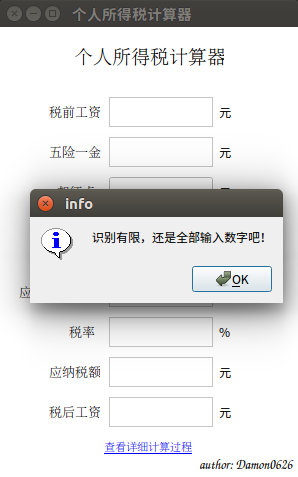 个人所得税计算器
个人所得税计算器
税前工资 元
五险一金 元
元
info
识别有限，还是全部输入数字吧！
OK
应
税率 %
应纳税额 元
税后工资 元
查看详细计算过程
author: Damon0626